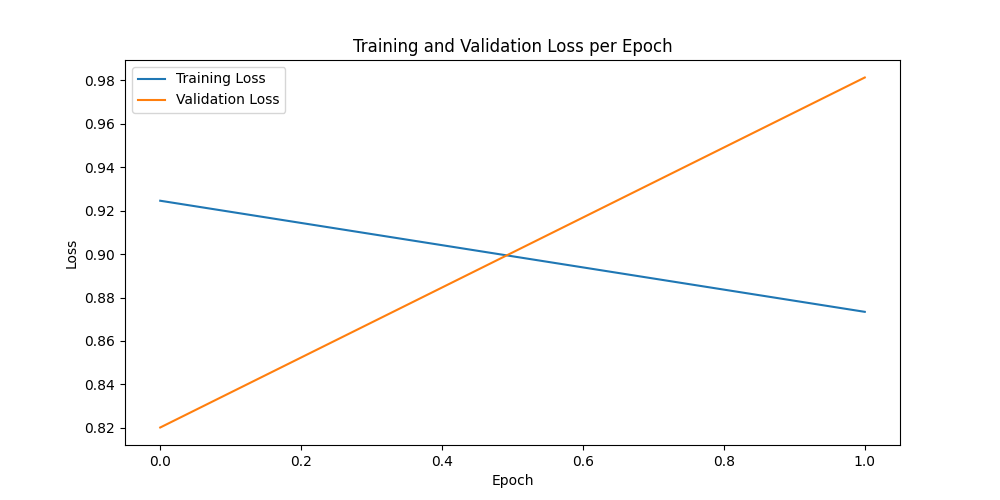 Training and Validation Loss per Epoch
Training Loss
Validation Loss
0.98
0.96
0.94
0.92
0.90
0.88
0.86
0.84
0.82
Loss
0.0 0.2 0.4 0.6 0.8 1.0
Epoch